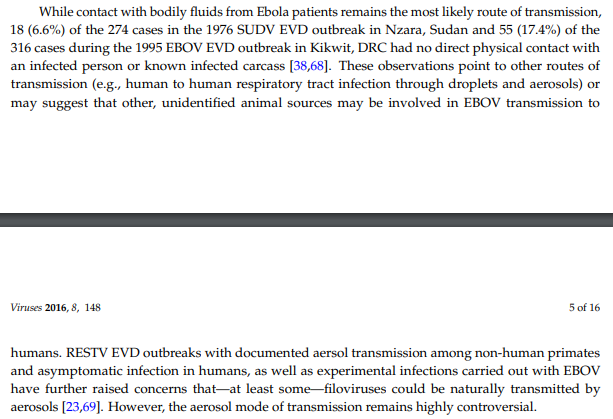 While contact with bodily fluids from Ebola patients remains the most likely route of transmission,
18 (6.6%) of the 274 cases in the 1976 SUDV EVD outbreak in Nzara, Sudan and 55 (17.4%) of the
316 cases during the 1995 EBOV EVD outbreak in Kikwit, DRC had no direct physical contact with
an infected person or known infected carcass [38,68]. These observations point to other routes of
transmission (e.g., human to human respiratory tract infection through droplets and aerosols) or
may suggest that other, unidentified animal sources may be involved in EBOV transmission to
Viruses 2016, 8, 148 5 of 16
humans. RESTV EVD outbreaks with documented aersol transmission among non-human primates
and asymptomatic infection in humans, as well as experimental infections carried out with EBOV
have further raised concerns that—at least some—filoviruses could be naturally transmitted by
aerosols [23,69]. However, the aerosol mode of transmission remains highly controversial.